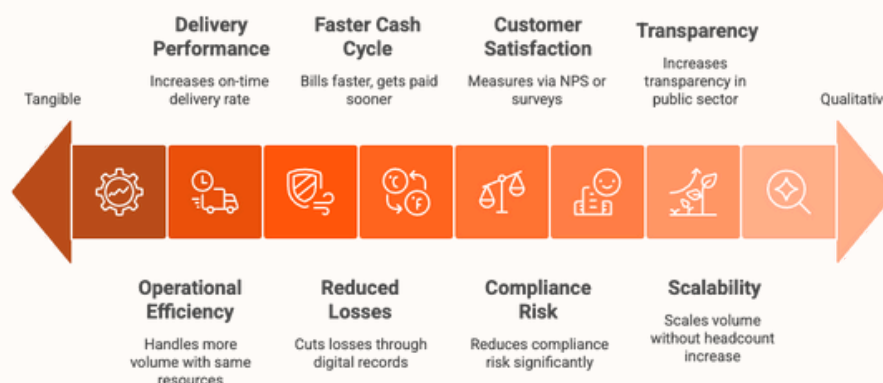 Delivery
Performance
Increases on-time
delivery rate
Faster Cash
Cycle
Bills faster, gets paid
sooner
Customer
Satisfaction
Measures via NPS or
surveys
Transparency
Increases
transparency in
public sector
Tangible
Qualitativ
°C
°F
Operational
Efficiency
Handles more
volume with same
resources
Reduced
Losses
Cuts losses through
digital records
Compliance
Risk
Reduces compliance
risk significantly
Scalability
Scales volume
without headcount
increase